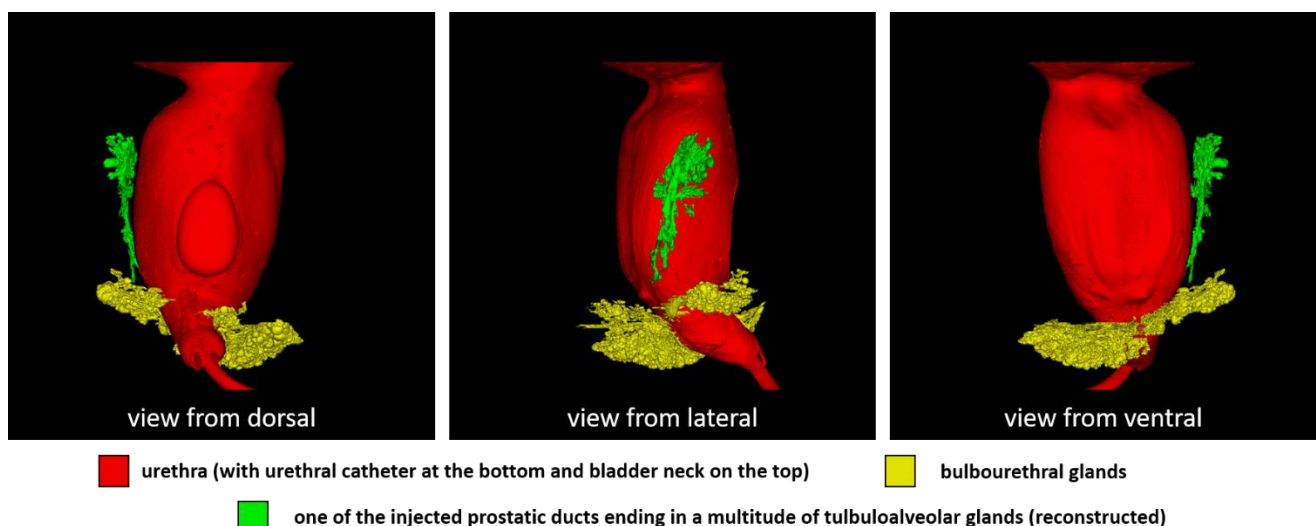 view from dorsal
view from lateral
view from ventral
urethra (with urethral catheter at the bottom and bladder neck on the top)
bulbourethral glands
one of the injected prostatic ducts ending in a multitude of tulbuloalveolar glands (reconstructed)